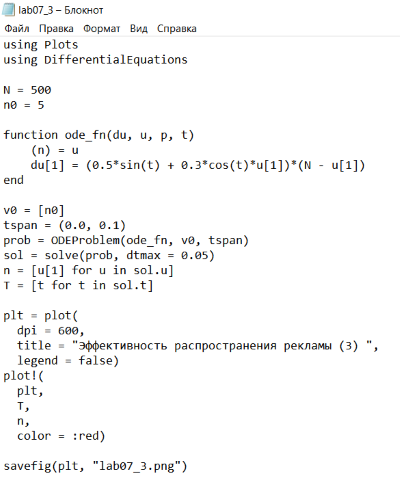 lab07_3 – Блокнот
Файл Правка Формат Вид Справка
using Plots
using DifferentialEquations

N = 500
n0 = 5

function ode_fn(du, u, p, t)
    (n) = u
    du[1] = (0.5*sin(t) + 0.3*cos(t)*u[1])*(N - u[1])
end

v0 = [n0]
tspan = (0.0, 0.1)
prob = ODEProblem(ode_fn, v0, tspan)
sol = solve(prob, dtmax = 0.05)
n = [u[1] for u in sol.u]
T = [t for t in sol.t]

plt = plot(
  dpi = 600,
  title = "Эффективность распространения рекламы (3) ",
  legend = false)
plot!(
  plt,
  T,
  n,
  color = :red)

savefig(plt, "lab07_3.png")